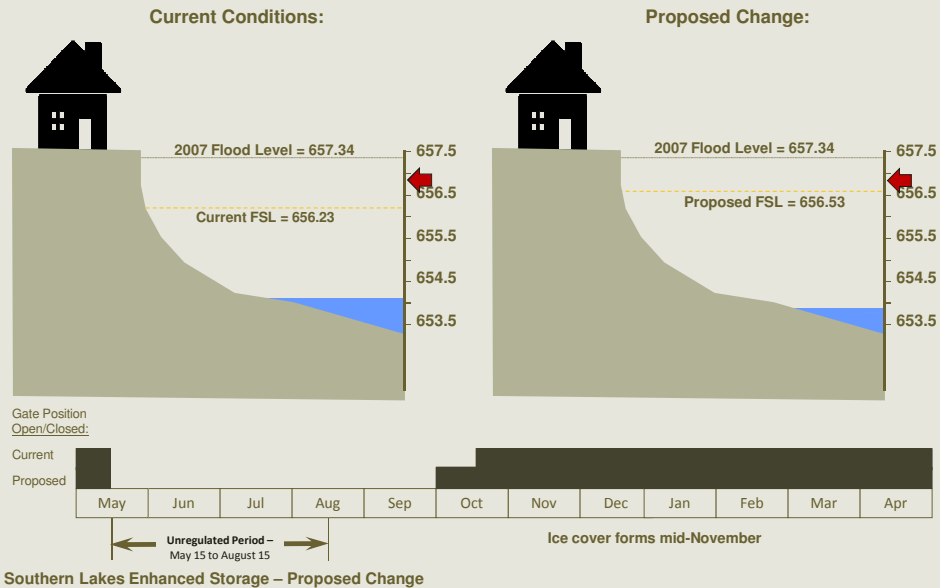 Current Conditions:
Proposed Change:
2007 Flood Level = 657.34
657.5
656.5
Current FSL = 656.23
655.5
654.5
653.5
2007 Flood Level = 657.34
657.5
656.5
Proposed FSL = 656.53
655.5
654.5
653.5
Gate Position
Open/Closed:
Current
Proposed
May Jun Jul Aug Sep Oct Nov Dec Jan Feb Mar Apr
Unregulated Period –
May 15 to August 15
Ice cover forms mid-November
Southern Lakes Enhanced Storage – Proposed Change